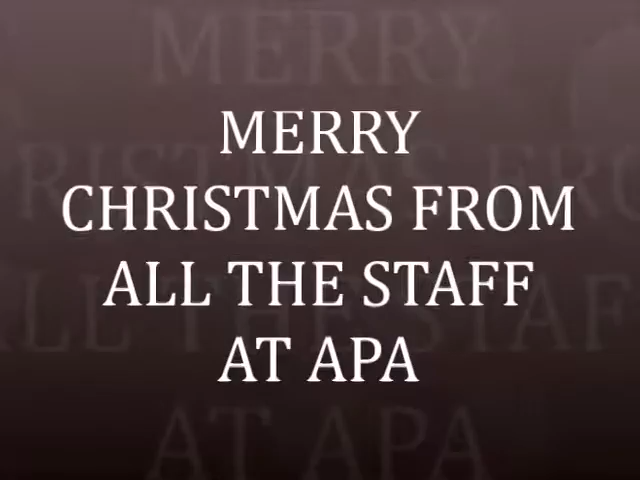 MERRY
CHRISTMAS FROM
ALL THE STAFF
AT APA